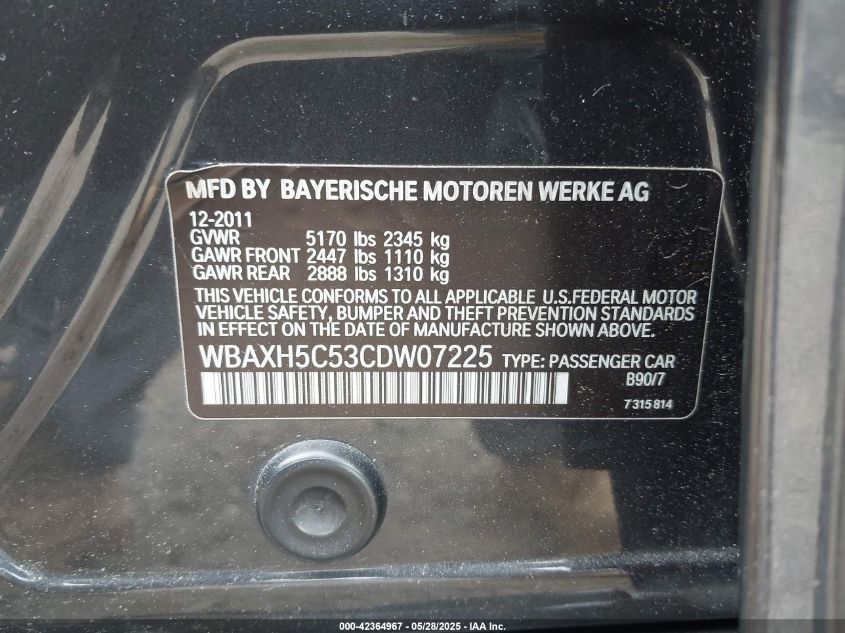 MFD BY BAYERISCHE MOTOREN WERKE AG
12-2011
GVWR 5170 lbs 2345 kg
GAWR FRONT 2447 lbs 1110 kg
GAWR REAR 2888 lbs 1310 kg
THIS VEHICLE CONFORMS TO ALL APPLICABLE U.S.FEDERAL MOTOR
VEHICLE SAFETY, BUMPER AND THEFT PREVENTION STANDARDS
IN EFFECT ON THE DATE OF MANUFACTURE SHOWN ABOVE.
WBAXH5C53CDW07225 TYPE: PASSENGER CAR
B90/7
7 315 814
000-42364967 - 05/28/2025 - IAA Inc.